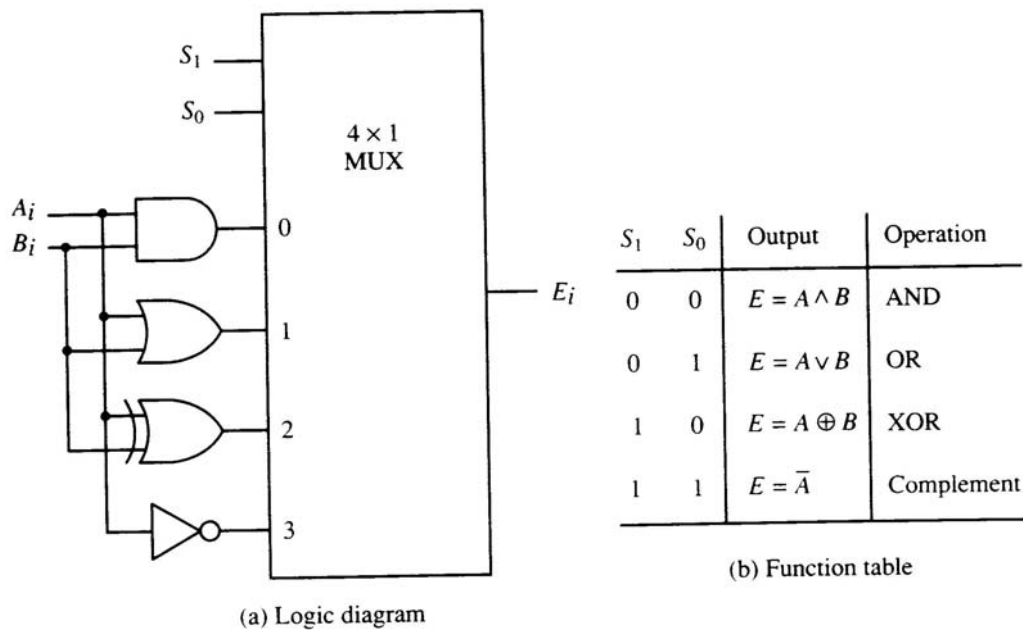 S₁
S₀
4 × 1
MUX
Aᵢ
Bᵢ
0
1
2
3
Eᵢ
(a) Logic diagram
S₁ S₀ Output Operation
0 0 E = A ∧ B AND
0 1 E = A ∨ B OR
1 0 E = A ⊕ B XOR
1 1 E = A̅ Complement
(b) Function table